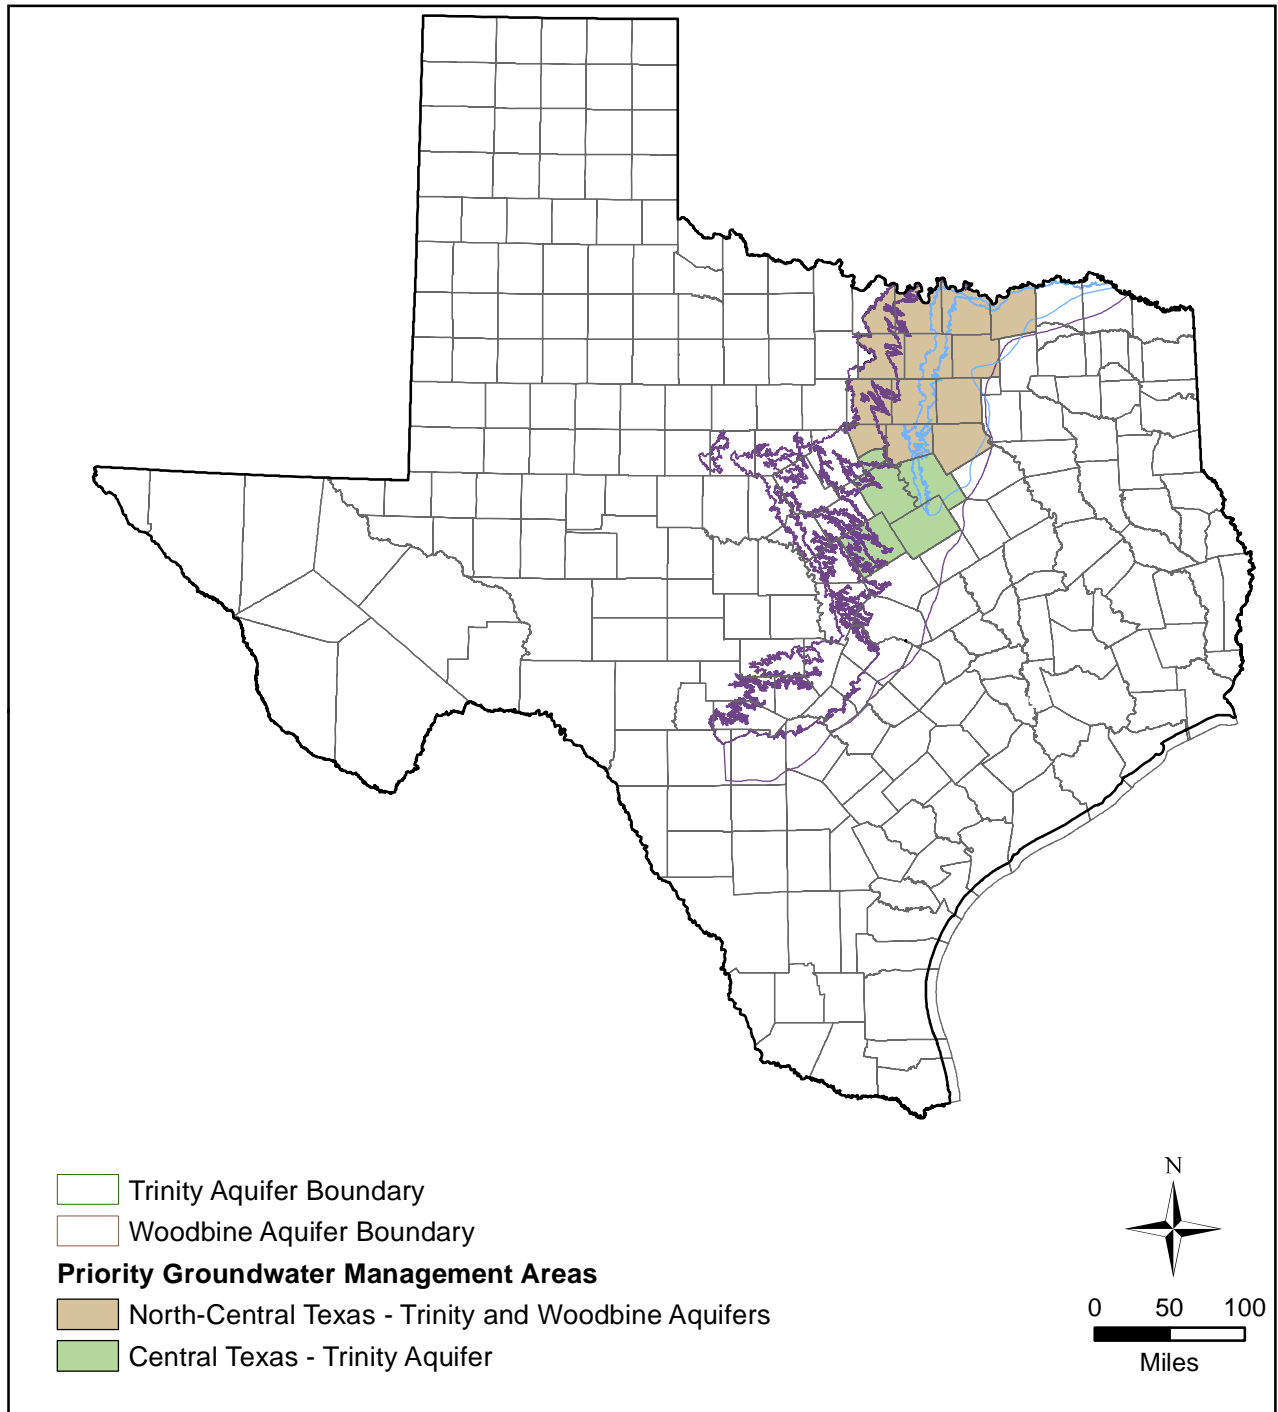 Trinity Aquifer Boundary
Woodbine Aquifer Boundary
Priority Groundwater Management Areas
North-Central Texas - Trinity and Woodbine Aquifers
Central Texas - Trinity Aquifer
N
0 50 100
Miles